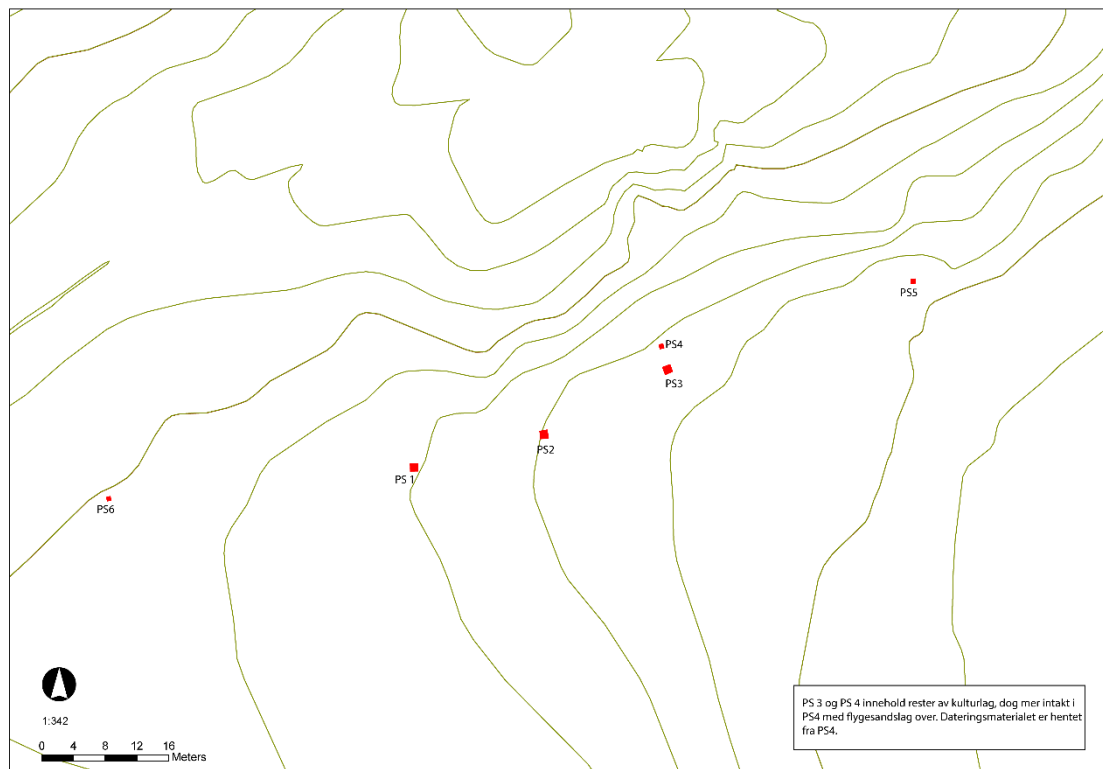 PS5
PS4
PS3
PS2
PS 1
PS6
1:342
0 4 8 12 16
Meters
PS 3 og PS 4 innehold rester av kulturlag, dog mer intakt i
PS4 med flygesandslag over. Dateringsmaterialet er hentet
fra PS4.